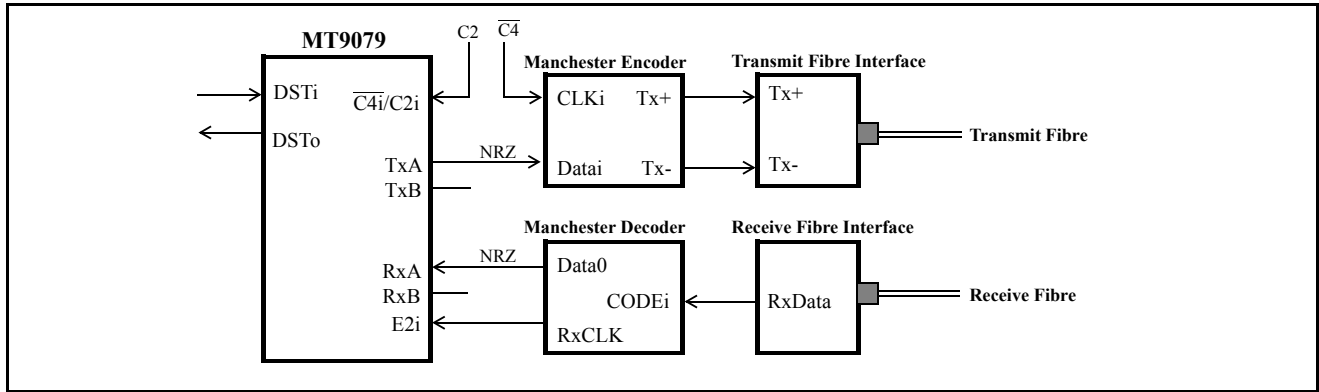 MT9079
C2
C4
DSTi
C4i/C2i
DSTo
TxA
NRZ
TxB
RxA
NRZ
RxB
E2i
Manchester Encoder
CLKi Tx+
Datai Tx-
Transmit Fibre Interface
Tx+
Tx-
Transmit Fibre
Manchester Decoder
Data0
CODEi
RxCLK
Receive Fibre Interface
RxData
Receive Fibre